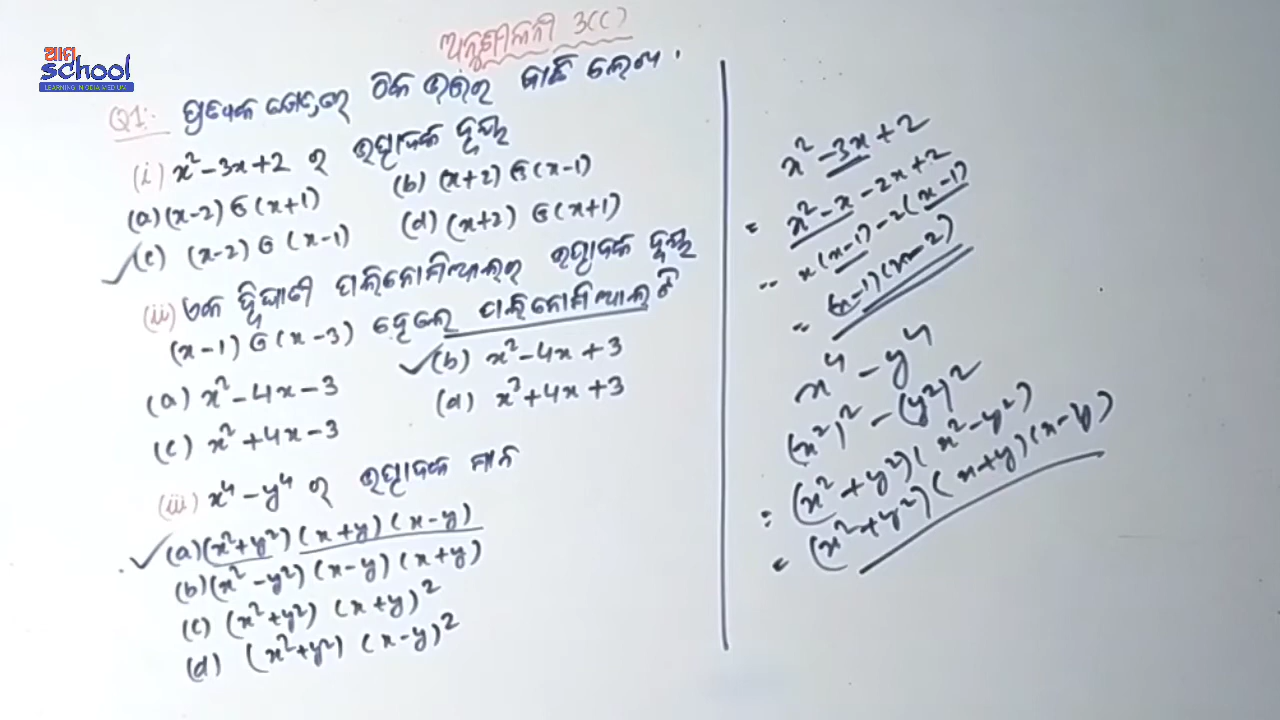 ଆମ
School
LEARNING IN ODIA MEDIUM
ଅନୁଶୀଳନୀ 3(C)
Q1: ପ୍ରତ୍ୟେକ କ୍ଷେତ୍ରରେ ଠିକ୍ ଉତ୍ତର ବାଛି ଲେଖ.
(i) x² - 3x + 2 ର ଉତ୍ପାଦକ ଦ୍ୱୟ
(a) (x-2) ଓ (x+1) (b) (x+2) ଓ (x-1)
✓(c) (x-2) ଓ (x-1) (d) (x+2) ଓ (x+1)
(ii) ଏକ ଦ୍ୱିଘାତୀ ପଲିନୋମିଆଲର ଉତ୍ପାଦକ ଦ୍ୱୟ
(x-1) ଓ (x-3) ହେଲେ ପଲିନୋମିଆଲ୍ ଟି
(a) x² - 4x - 3 ✓(b) x² - 4x + 3
(c) x² + 4x - 3 (d) x² + 4x + 3
(iii) x⁴ - y⁴ ର ଉତ୍ପାଦକ ମାନ
✓(a) (x²+y²) (x+y) (x-y)
(b) (x²-y²) (x-y) (x+y)
(c) (x²+y²) (x+y)²
(d) (x²+y²) (x-y)²
x² - 3x + 2
= x² - x - 2x + 2
= x(x-1) - 2(x-1)
= (x-1)(x-2)
x⁴ - y⁴
(x²)² - (y²)²
= (x² + y²)(x² - y²)
= (x² + y²)(x+y)(x-y)